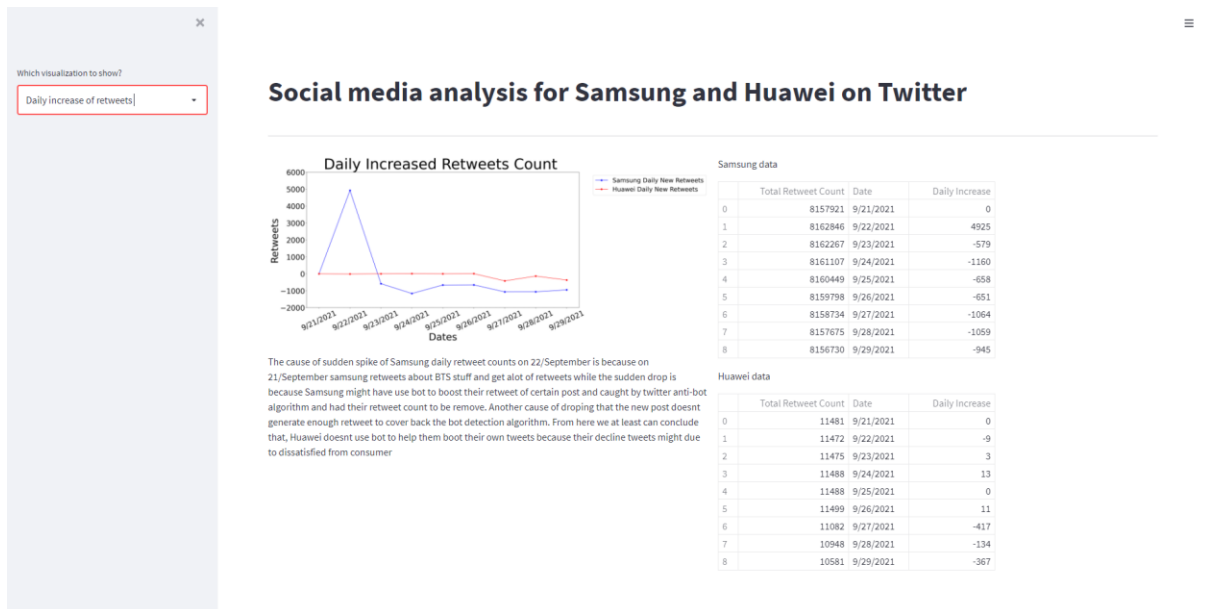 ×
≡
Which visualization to show?
Daily increase of retweets
Social media analysis for Samsung and Huawei on Twitter
Daily Increased Retweets Count
Samsung Daily New Retweets
Huawei Daily New Retweets
6000
5000
4000
3000
2000
1000
0
−1000
−2000
Retweets
9/21/2021 9/22/2021 9/23/2021 9/24/2021 9/25/2021 9/26/2021 9/27/2021 9/28/2021 9/29/2021
Dates
The cause of sudden spike of Samsung daily retweet counts on 22/September is because on
21/September samsung retweets about BTS stuff and get alot of retweets while the sudden drop is
because Samsung might have use bot to boost their retweet of certain post and caught by twitter anti-bot
algorithm and had their retweet count to be remove. Another cause of droping that the new post doesnt
generate enough retweet to cover back the bot detection algorithm. From here we at least can conclude
that, Huawei doesnt use bot to help them boot their own tweets because their decline tweets might due
to dissatisfied from consumer
Samsung data
Total Retweet Count Date Daily Increase
0 8157921 9/21/2021 0
1 8162846 9/22/2021 4925
2 8162267 9/23/2021 -579
3 8161107 9/24/2021 -1160
4 8160449 9/25/2021 -658
5 8159798 9/26/2021 -651
6 8158734 9/27/2021 -1064
7 8157675 9/28/2021 -1059
8 8156730 9/29/2021 -945
Huawei data
Total Retweet Count Date Daily Increase
0 11481 9/21/2021 0
1 11472 9/22/2021 -9
2 11475 9/23/2021 3
3 11488 9/24/2021 13
4 11488 9/25/2021 0
5 11499 9/26/2021 11
6 11082 9/27/2021 -417
7 10948 9/28/2021 -134
8 10581 9/29/2021 -367